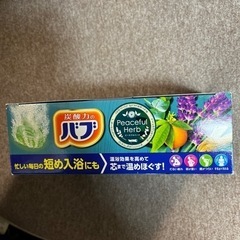 炭酸力の
バブ
Peaceful
Herb
忙しい毎日の短め入浴にも
温浴効果を高めて
芯まで温めほぐす!